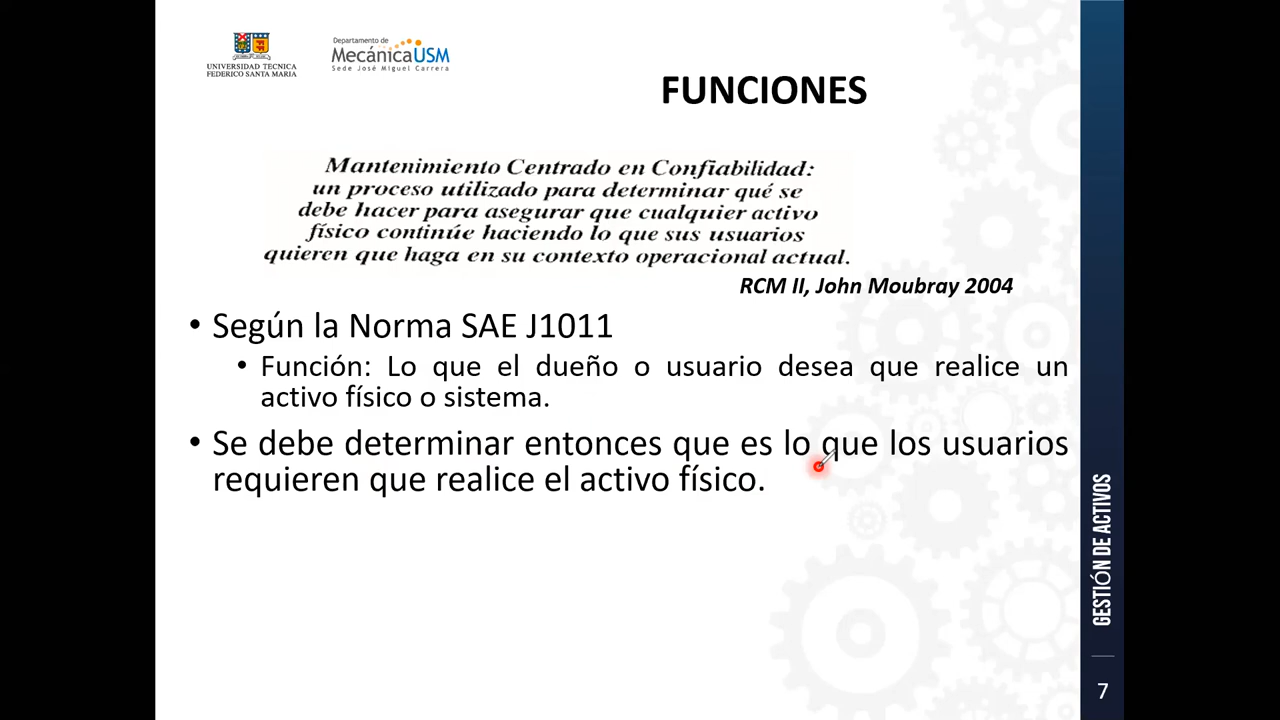 UNIVERSIDAD TECNICA
FEDERICO SANTA MARIA
Departamento de
MecánicaUSM
Sede José Miguel Carrera
FUNCIONES
Mantenimiento Centrado en Confiabilidad:
un proceso utilizado para determinar qué se
debe hacer para asegurar que cualquier activo
físico continúe haciendo lo que sus usuarios
quieren que haga en su contexto operacional actual.
RCM II, John Moubray 2004
• Según la Norma SAE J1011
• Función: Lo que el dueño o usuario desea que realice un
activo físico o sistema.
• Se debe determinar entonces que es lo que los usuarios
requieren que realice el activo físico.
GESTIÓN DE ACTIVOS
7